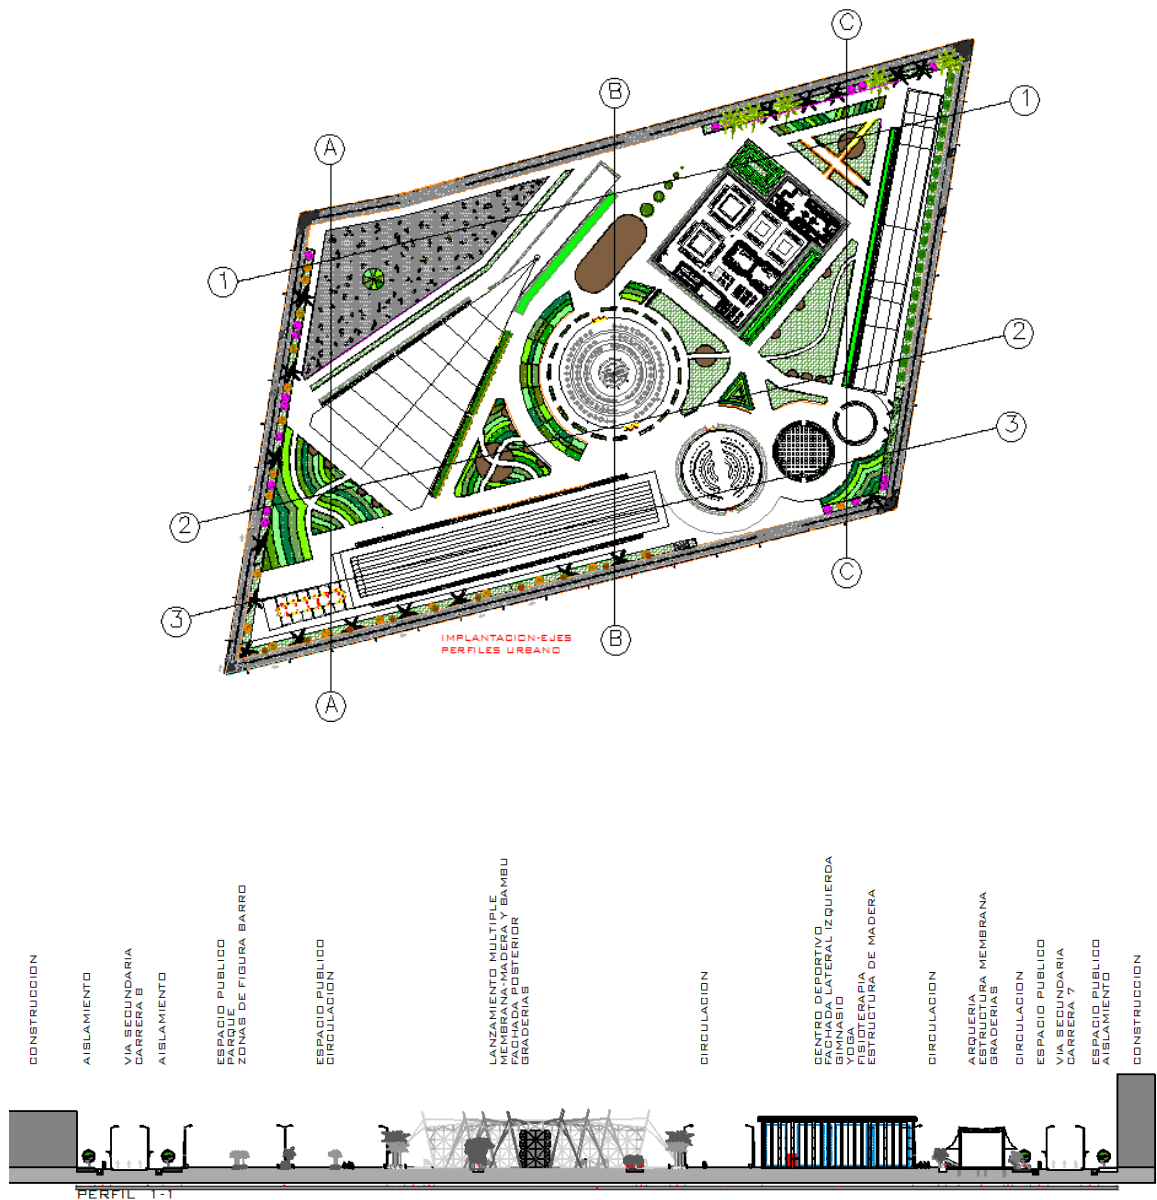 C
B
1
A
1
2
3
2
C
3
B
A
IMPLANTACION-EJES
PERFILES URBANO
CONSTRUCCION
AISLAMIENTO
VIA SECUNDARIA
CARRERA 8
AISLAMIENTO
ESPACIO PUBLICO
PARQUE
ZONAS DE FIGURA BARRO
ESPACIO PUBLICO
CIRCULACION
LANZAMIENTO MULTIPLE
MEMBRANA-MADERA Y BAMBU
FACHADA POSTERIOR
GRADERIAS
CIRCULACION
CENTRO DEPORTIVO
FACHADA LATERAL IZQUIERDA
GIMNASIO
YOGA
FISIOTERAPIA
ESTRUCTURA DE MADERA
CIRCULACION
ARQUERIA
ESTRUCTURA MEMBRANA
GRADERIAS
CIRCULACION
ESPACIO PUBLICO
VIA SECUNDARIA
CARRERA 7
ESPACIO PUBLICO
AISLAMIENTO
CONSTRUCCION
PERFIL 1-1